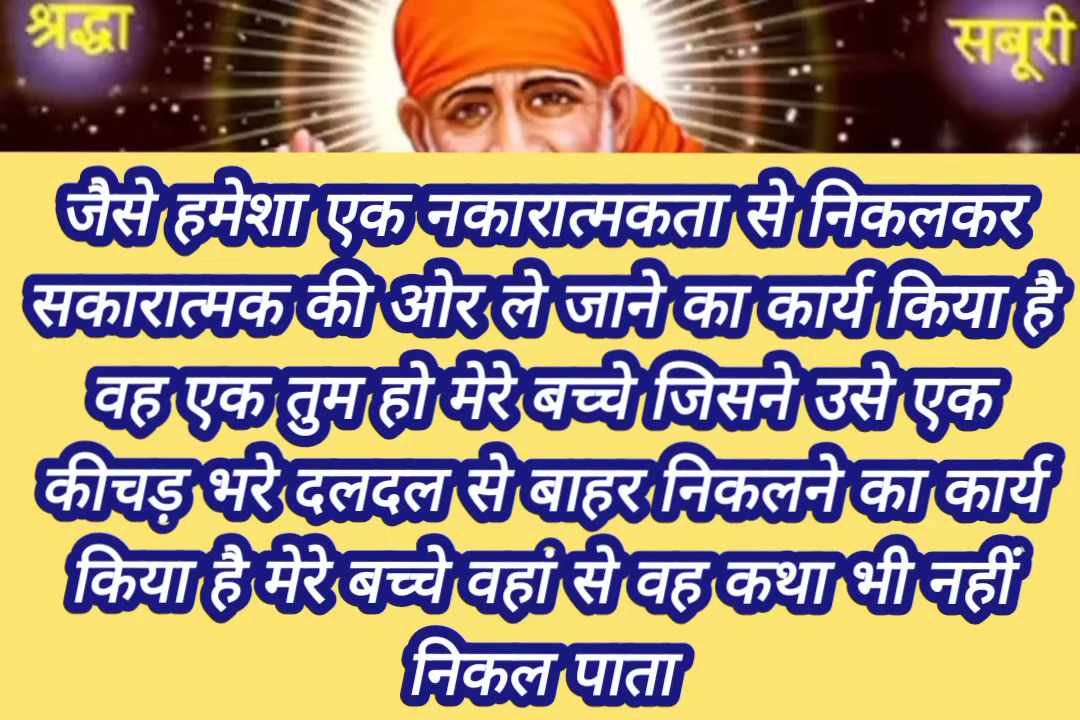 श्रद्धा
सबूरी
जैसे हमेशा एक नकारात्मकता से निकलकर
सकारात्मक की ओर ले जाने का कार्य किया है
वह एक तुम हो मेरे बच्चे जिसने उसे एक
कीचड़ भरे दलदल से बाहर निकलने का कार्य
किया है मेरे बच्चे वहां से वह कथा भी नहीं
निकल पाता